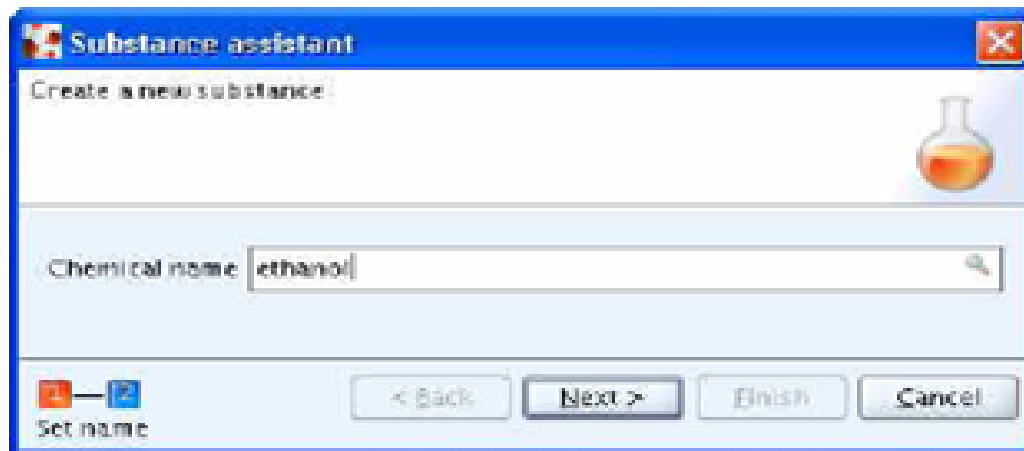 Substance assistant
Create a new substance
Chemical name ethanol
1 2
< Back Next > Finish Cancel
Set name